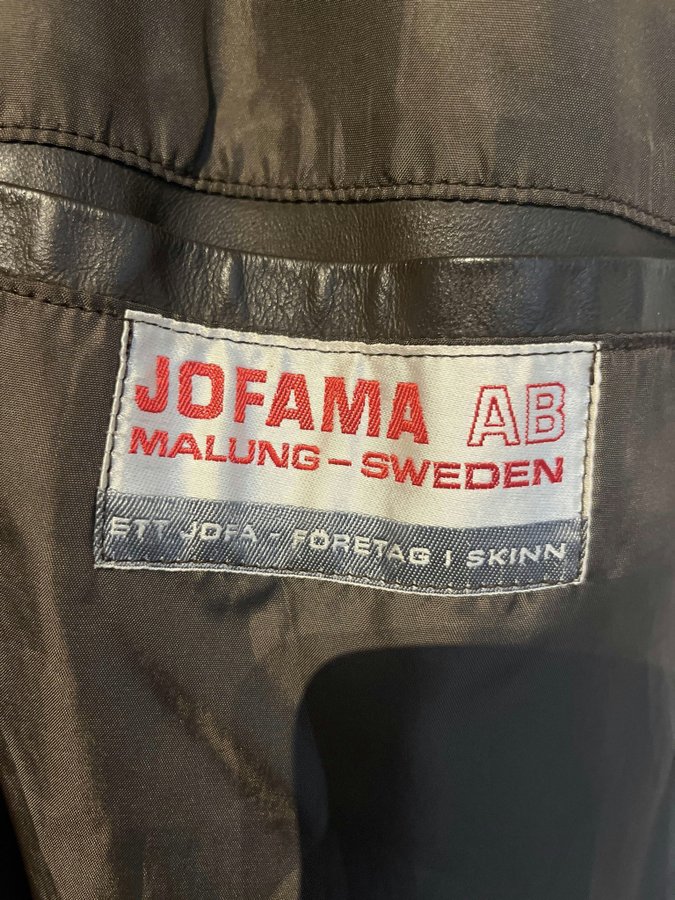 JOFAMA AB
MALUNG-SWEDEN
ETT JOFA - FÖRETAG I SKINN